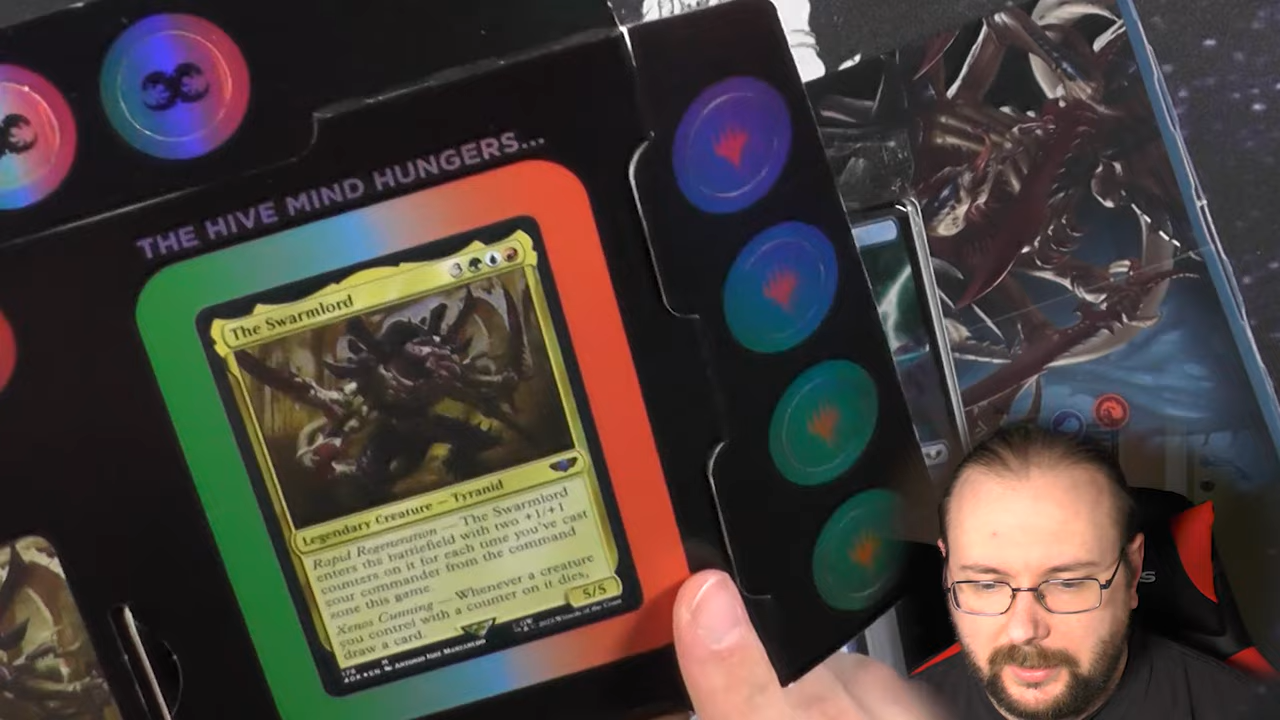 THE HIVE MIND HUNGERS...
The Swarmlord
Legendary Creature — Tyranid
Rapid Regeneration — The Swarmlord
enters the battlefield with two +1/+1
counters on it for each time you've cast
your commander from the command
zone this game.
Xenos Cunning — Whenever a creature
you control with a counter on it dies,
draw a card.
5/5